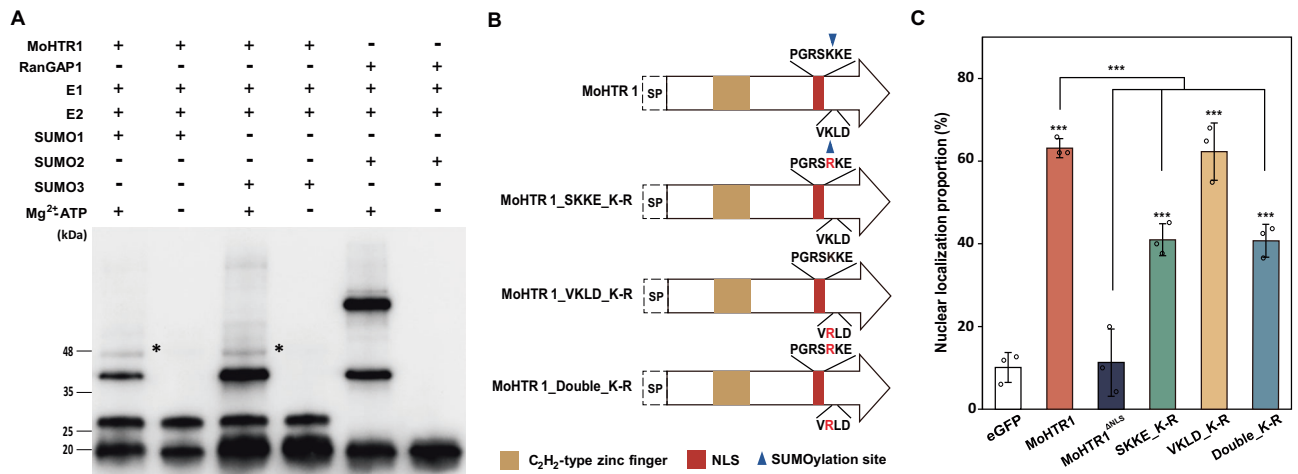 A
MoHTR1 + + + + - -
RanGAP1 - - - - + +
E1 + + + + + +
E2 + + + + + +
SUMO1 + + - - - -
SUMO2 - - - - + +
SUMO3 - - + + - -
Mg2+-ATP + - + - + -
(kDa)
48
*
*
35
25
20
B
PGRSKKE
MoHTR 1
SP
VKLD
PGRSRKE
MoHTR 1_SKKE_K-R
SP
VKLD
PGRSKKE
MoHTR 1_VKLD_K-R
SP
VRLD
PGRSRKE
MoHTR 1_Double_K-R
SP
VRLD
C2H2-type zinc finger
NLS
SUMOylation site
C
Nuclear localization proportion (%)
80
60
40
20
0
***
***
***
***
***
eGFP
MoHTR1
MoHTR1ΔNLS
SKKE_K-R
VKLD_K-R
Double_K-R